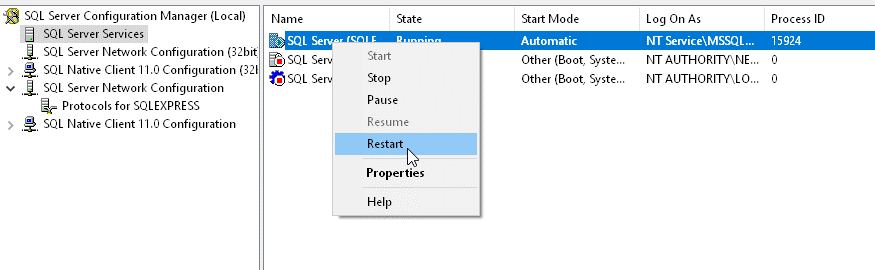 SQL Server Configuration Manager (Local)
SQL Server Services
SQL Server Network Configuration (32bit)
SQL Native Client 11.0 Configuration (32
SQL Server Network Configuration
Protocols for SQLEXPRESS
SQL Native Client 11.0 Configuration
Name State Start Mode Log On As Process ID
SQL Server (SQLE Running Automatic NT Service\MSSQL... 15924
SQL Serv Other (Boot, Syste... NT AUTHORITY\NE... 0
SQL Serv Other (Boot, Syste... NT AUTHORITY\LO... 0
Start
Stop
Pause
Resume
Restart
Properties
Help